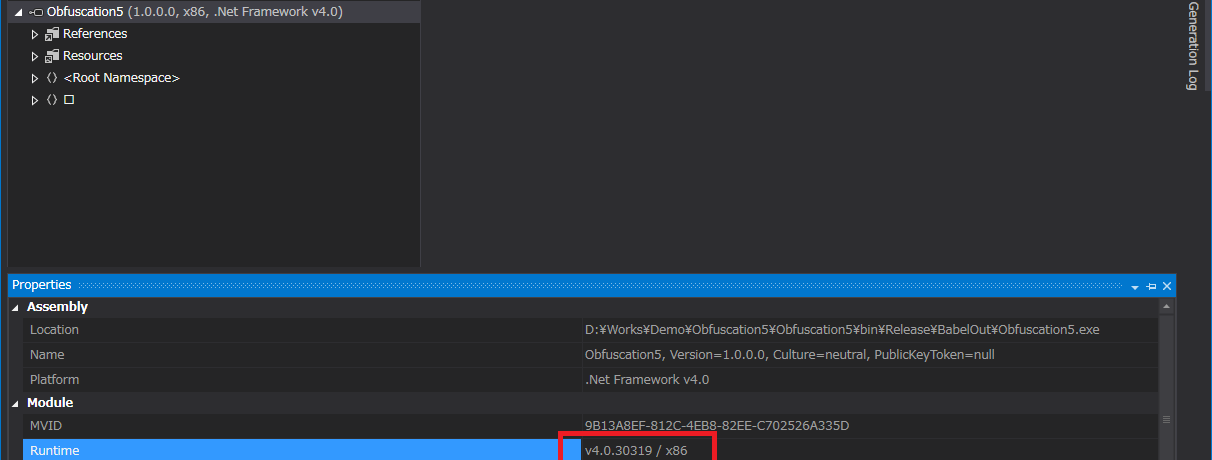 Obfuscation5 (1.0.0.0, x86, .Net Framework v4.0)
References
Resources
<Root Namespace>
Generation Log
Properties
Assembly
Location D:¥Works¥Demo¥Obfuscation5¥Obfuscation5¥bin¥Release¥BabelOut¥Obfuscation5.exe
Name Obfuscation5, Version=1.0.0.0, Culture=neutral, PublicKeyToken=null
Platform .Net Framework v4.0
Module
MVID 9B13A8EF-812C-4EB8-82EE-C702526A335D
Runtime v4.0.30319 / x86